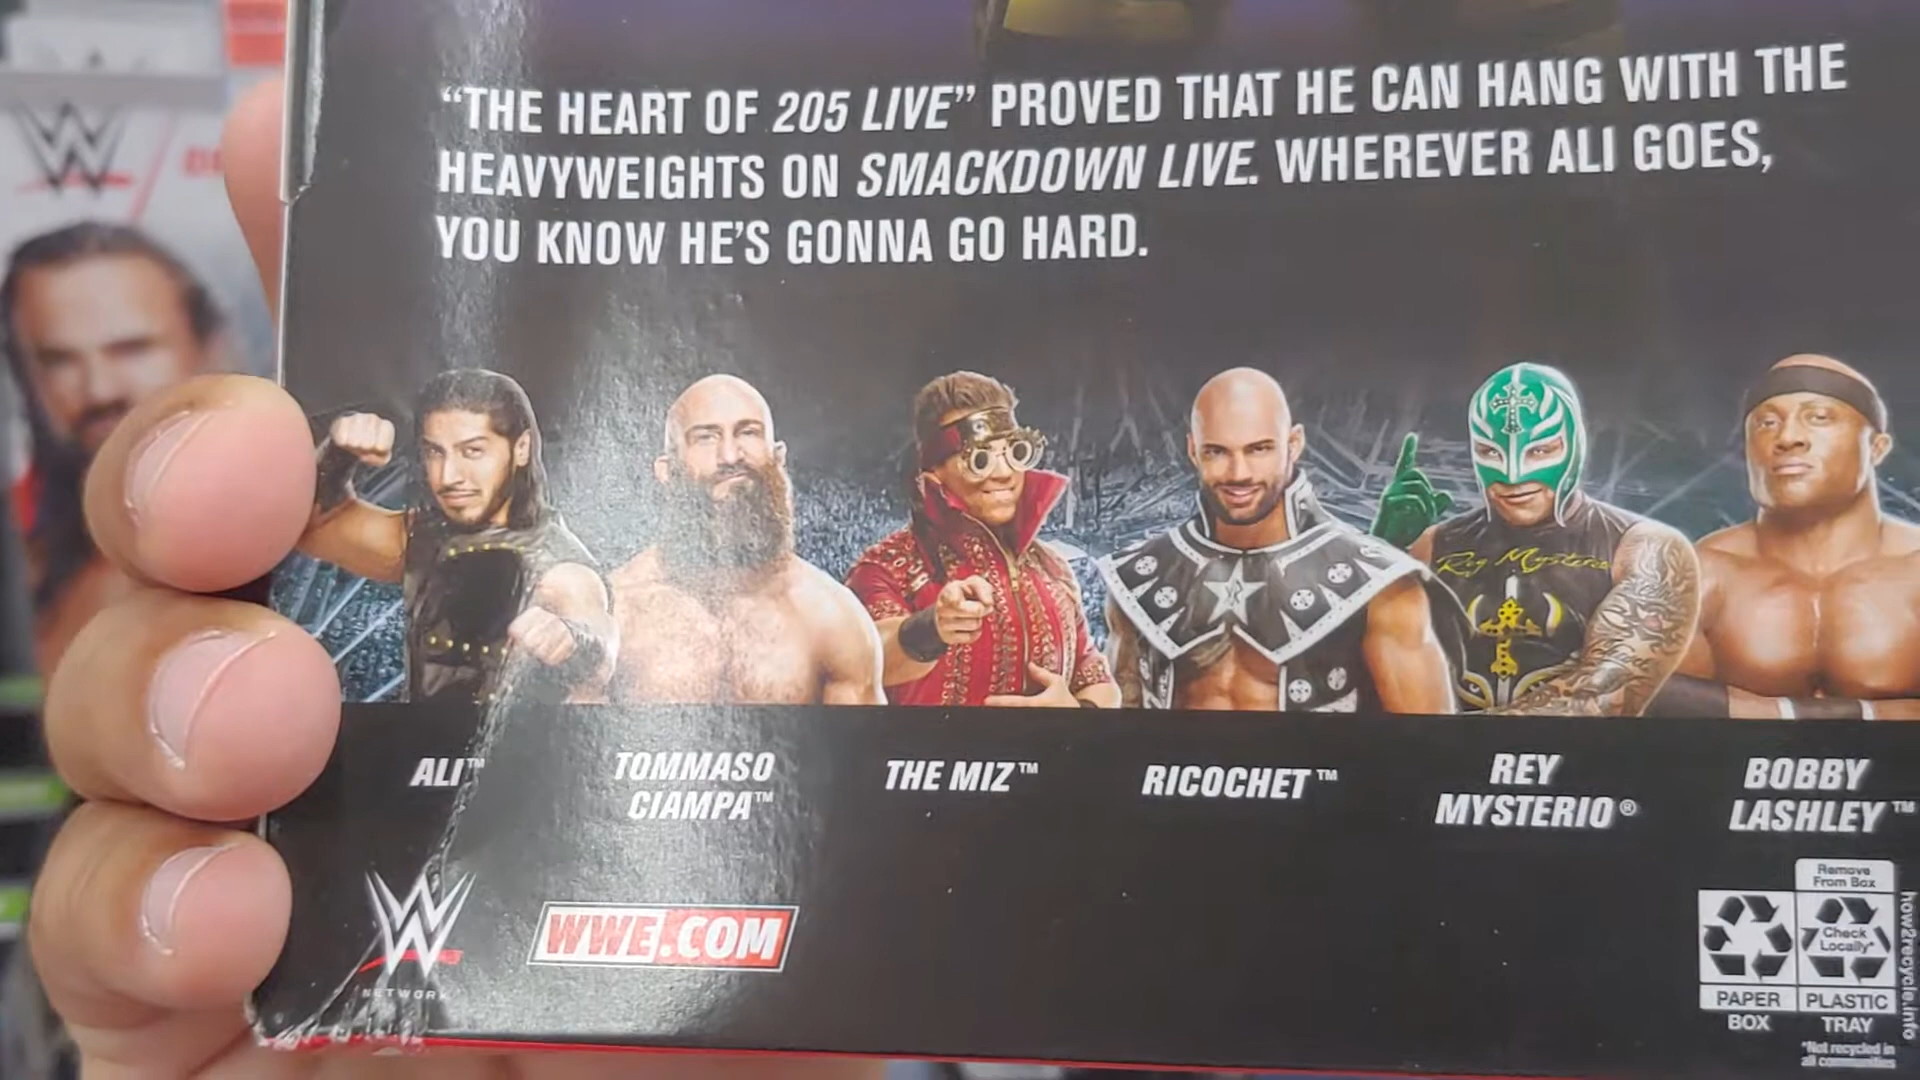 “THE HEART OF 205 LIVE” PROVED THAT HE CAN HANG WITH THE
HEAVYWEIGHTS ON SMACKDOWN LIVE. WHEREVER ALI GOES,
YOU KNOW HE’S GONNA GO HARD.
Rey Mysterio
ALI™
TOMMASO
CIAMPA™
THE MIZ™
RICOCHET™
REY
MYSTERIO®
BOBBY
LASHLEY™
W
NETWORK
WWE.COM
Remove
From Box
Check
Locally*
PAPER
BOX
PLASTIC
TRAY
*Not recycled in
all communities
how2recycle.info